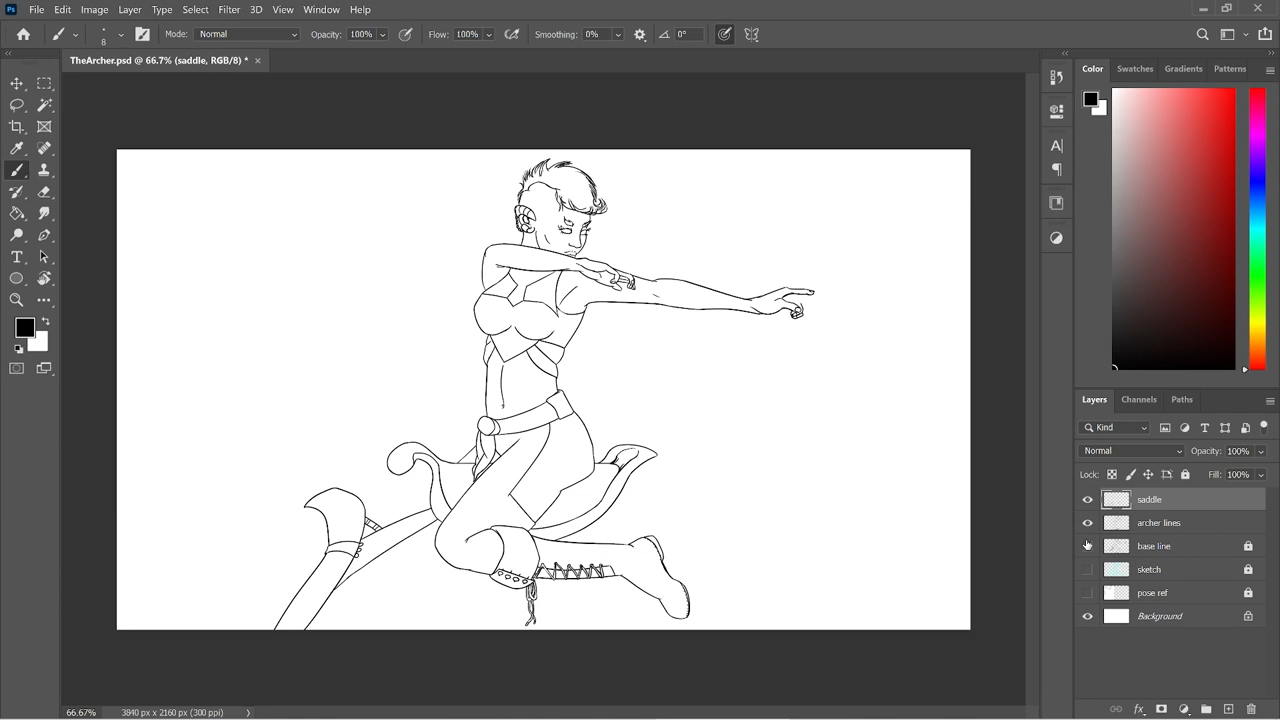 Ps File Edit Image Layer Type Select Filter 3D View Window Help
8 Mode: Normal Opacity: 100% Flow: 100% Smoothing: 0% 0°
TheArcher.psd @ 66.7% (saddle, RGB/8) * ×
Color Swatches Gradients Patterns
Layers Channels Paths
Kind
Normal Opacity: 100%
Lock: Fill: 100%
saddle
archer lines
base line
sketch
pose ref
Background
66.67% 3840 px x 2160 px (300 ppi)